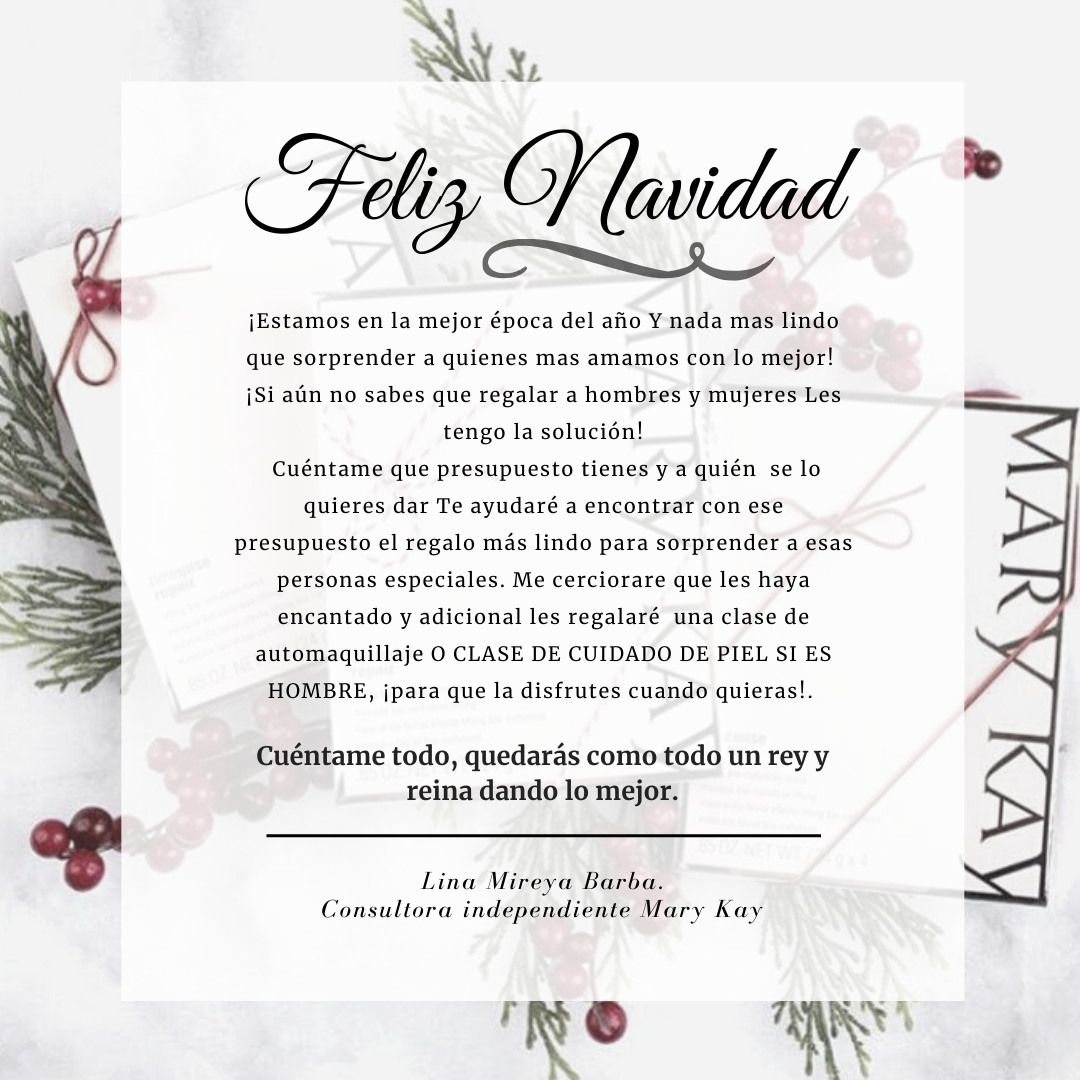 Feliz Navidad
¡Estamos en la mejor época del año Y nada mas lindo
que sorprender a quienes mas amamos con lo mejor!
¡Si aún no sabes que regalar a hombres y mujeres Les
tengo la solución!
Cuéntame que presupuesto tienes y a quién  se lo
quieres dar Te ayudaré a encontrar con ese
presupuesto el regalo más lindo para sorprender a esas
personas especiales. Me cerciorare que les haya
encantado y adicional les regalaré  una clase de
automaquillaje O CLASE DE CUIDADO DE PIEL SI ES
HOMBRE, ¡para que la disfrutes cuando quieras!.
Cuéntame todo, quedarás como todo un rey y
reina dando lo mejor.
Lina Mireya Barba.
Consultora independiente Mary Kay
MARY KAY
MARY KAY